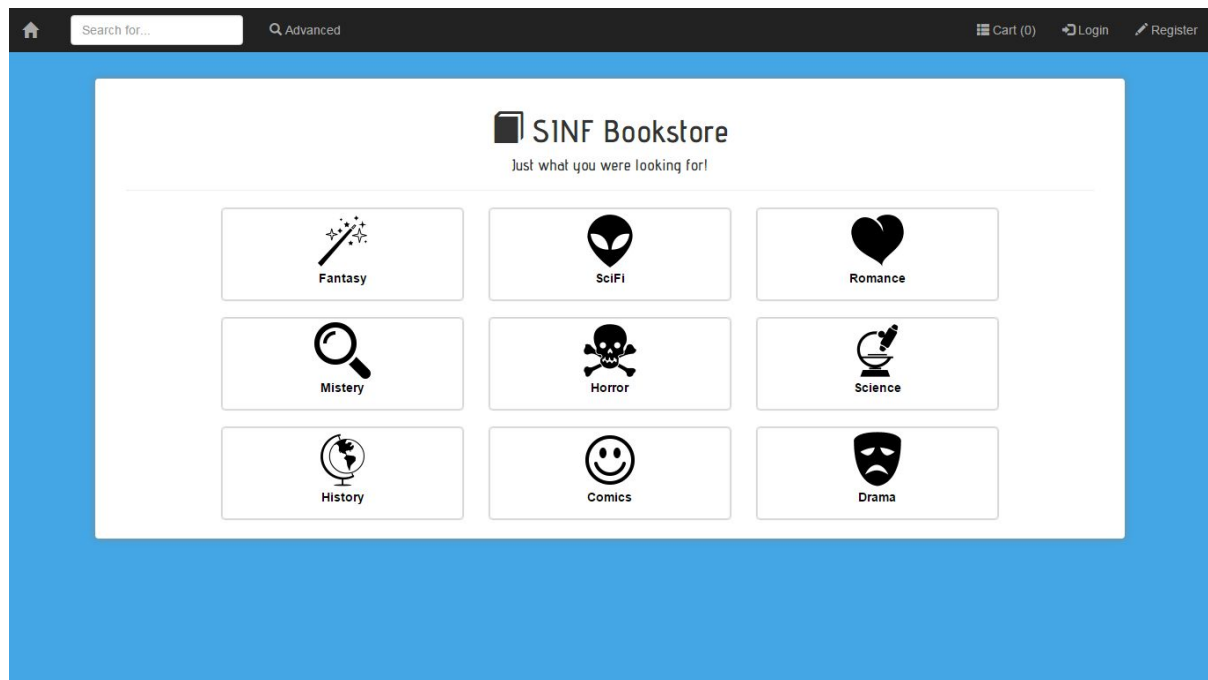 Search for... Advanced Cart (0) Login Register
SINF Bookstore
Just what you were looking for!
Fantasy SciFi Romance
Mistery Horror Science
History Comics Drama